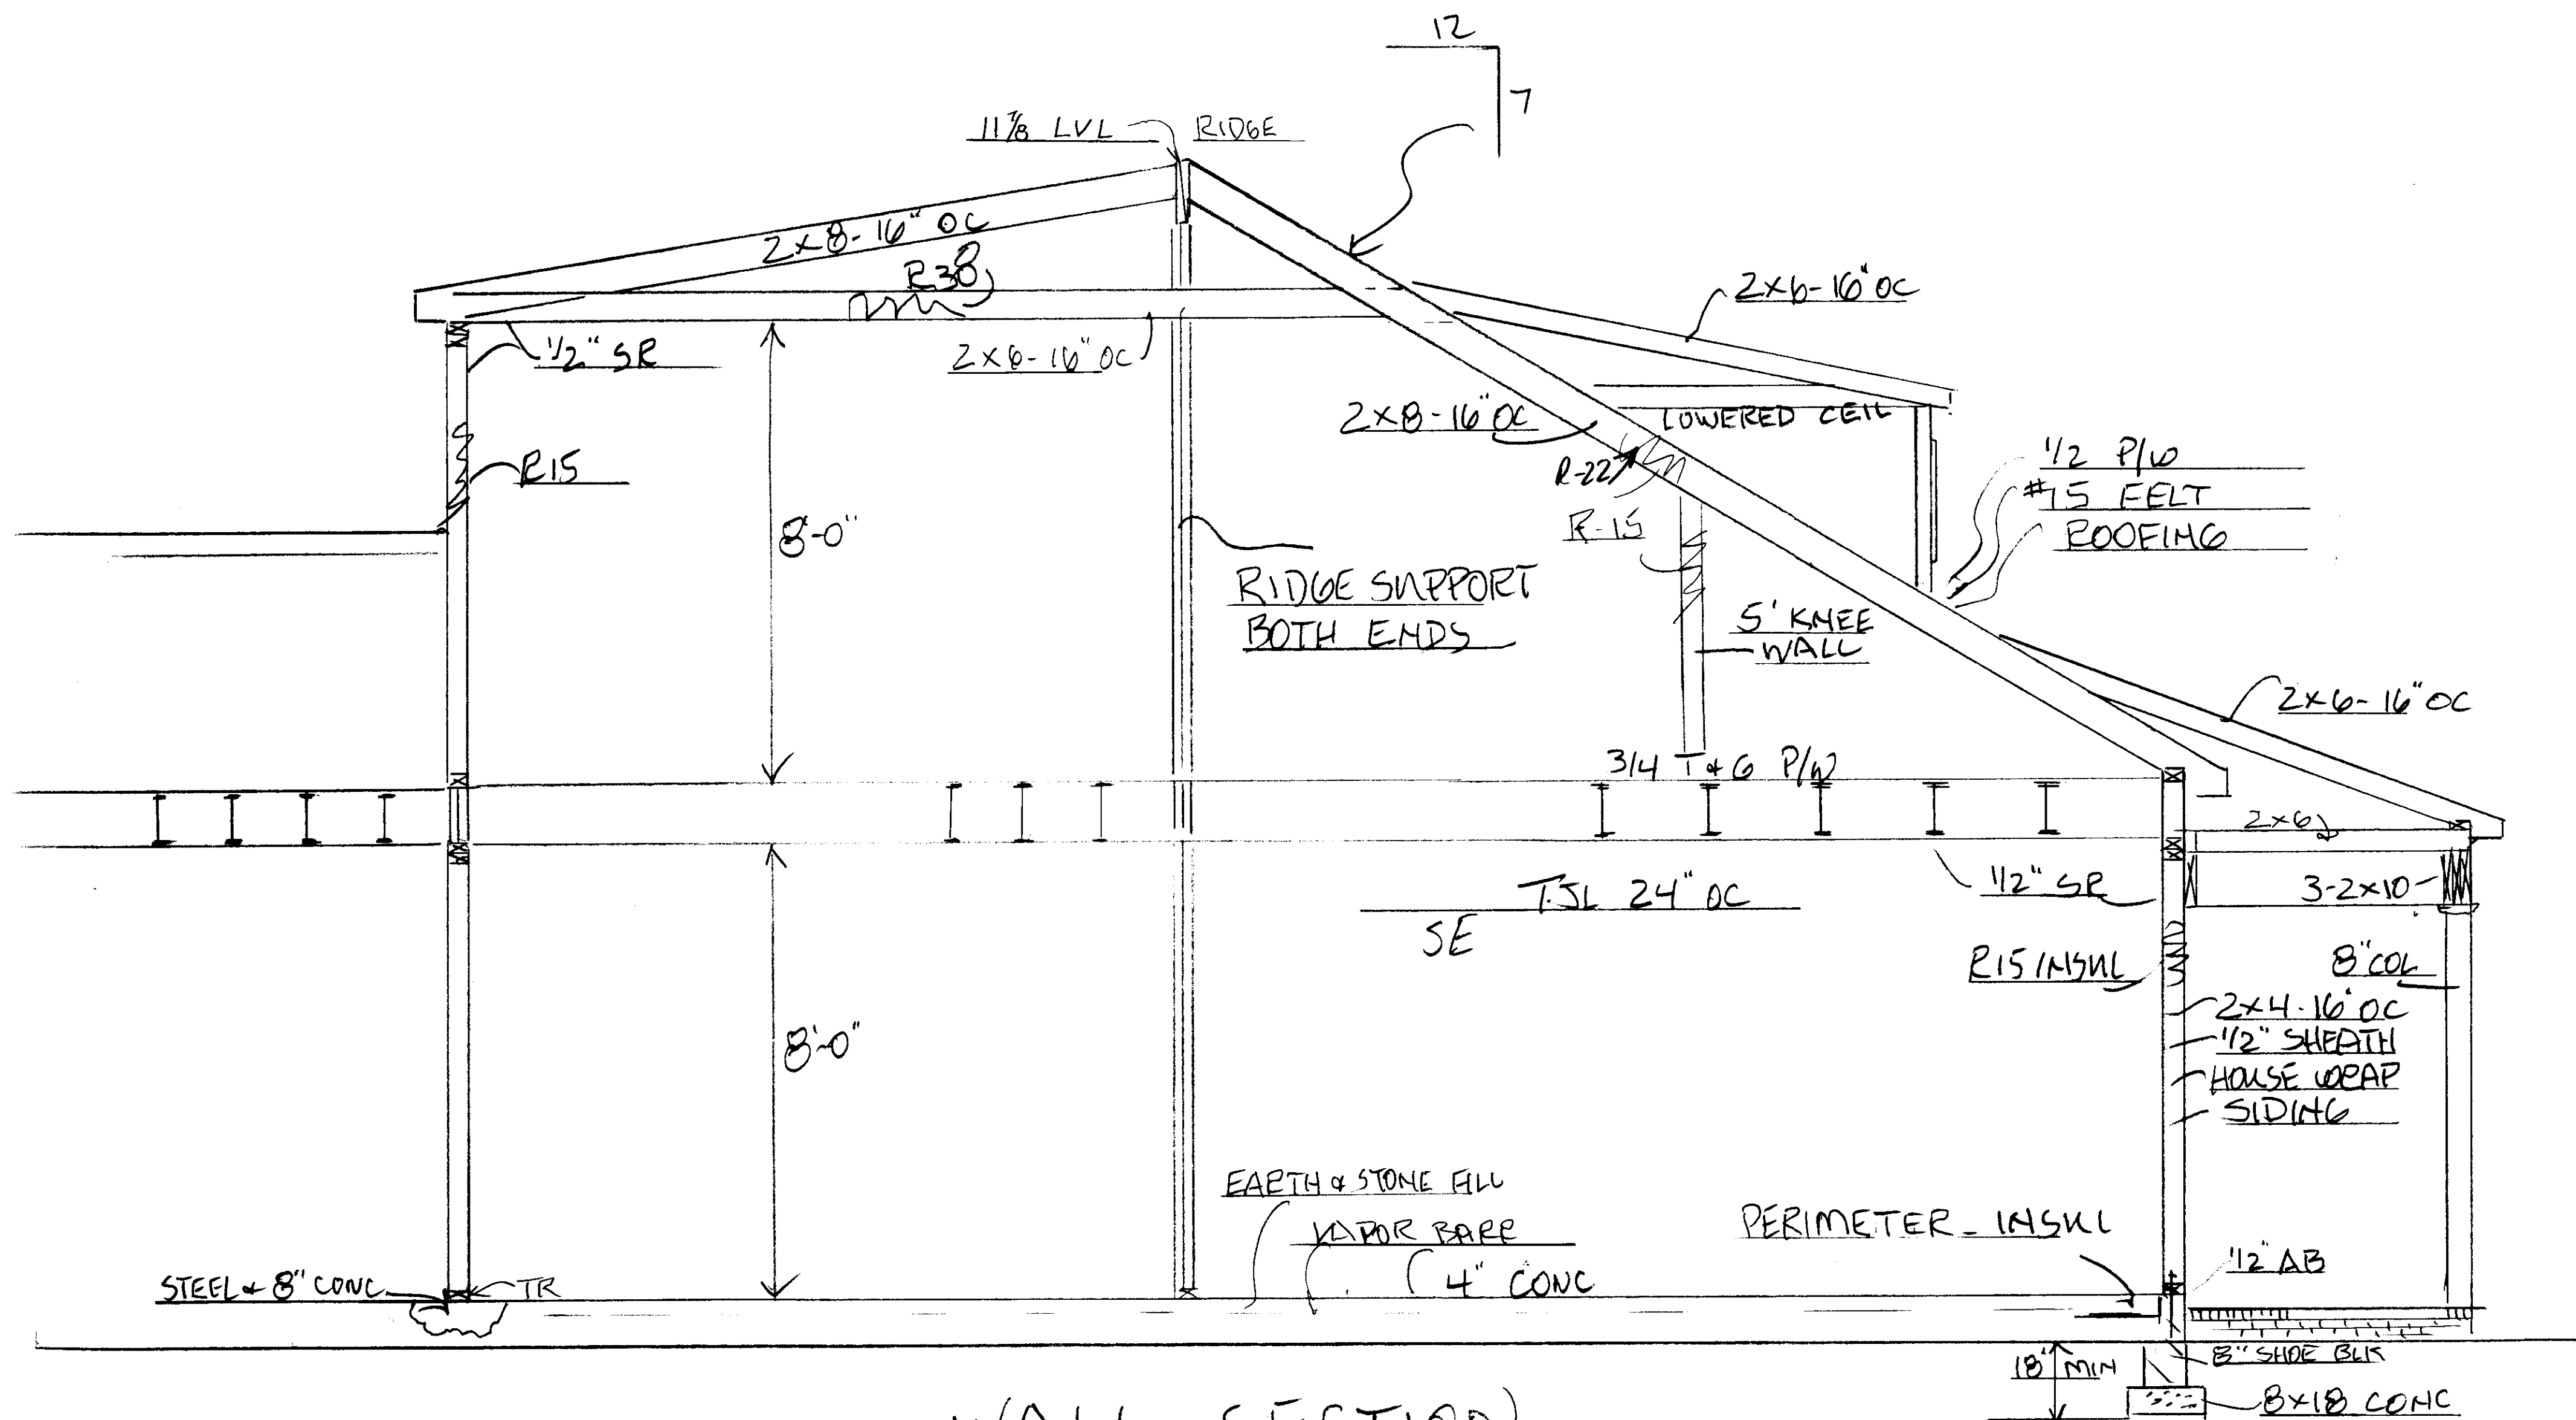 12
7
11 7/8 LVL
RIDGE
2x8-16" OC
R38
2x6-16" OC
1/2" SR
2x6-16" OC
2x8-16" OC
LOWERED CEIL
R15
R-22
R-15
1/2 P/W
#15 FELT
ROOFING
8'-0"
RIDGE SUPPORT
BOTH ENDS
5' KNEE
WALL
2x6-16" OC
3/4 T & G P/W
2x6
1/2" SR
3-2x10
TJL 24" OC
SE
R15 INSUL
8" COL
2x4-16" OC
1/2" SHEATH
HOUSE WRAP
SIDING
8'-0"
EARTH & STONE FILL
VAPOR BARR
4" CONC
PERIMETER - INSUL
1/2" AB
STEEL & 8" CONC
TR
18" MIN
8" SHOE BLK
8x18 CONC
WALL SECTION